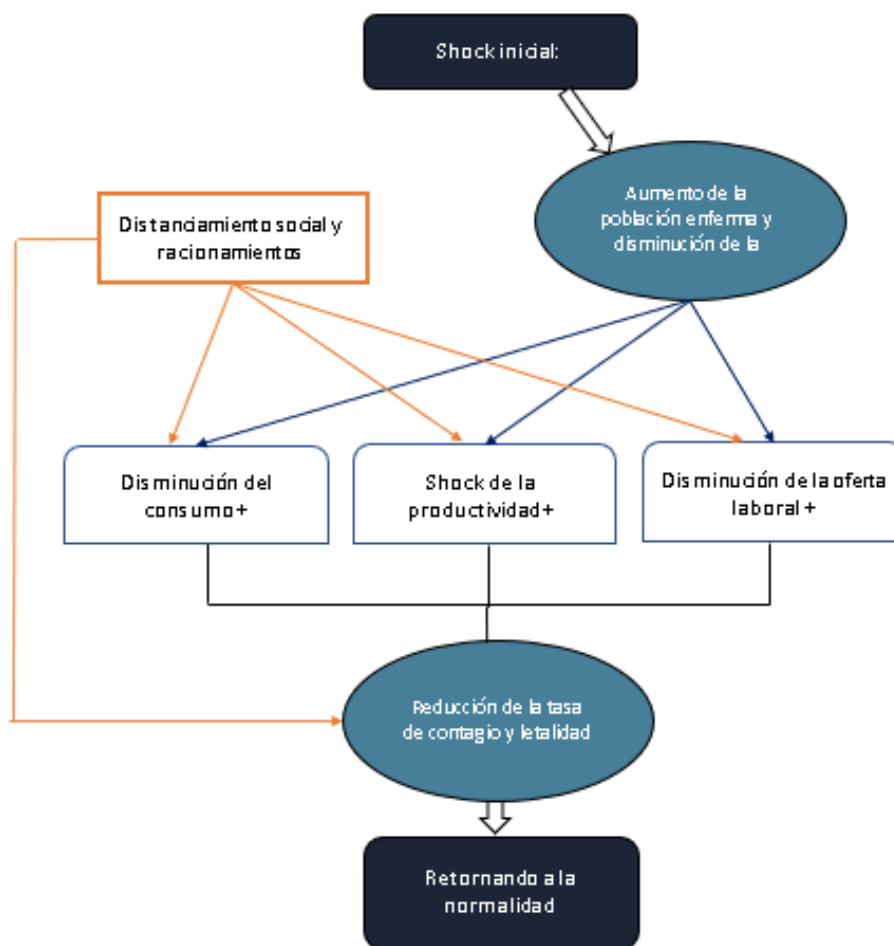 Shock inicial:
Aumento de la
población enferma y
disminución de la
Distanciamiento social y
racionamientos
Disminución del
consumo+
Shock de la
productividad+
Disminución de la oferta
laboral +
Reducción de la tasa
de contagio y letalidad
Retornando a la
normalidad